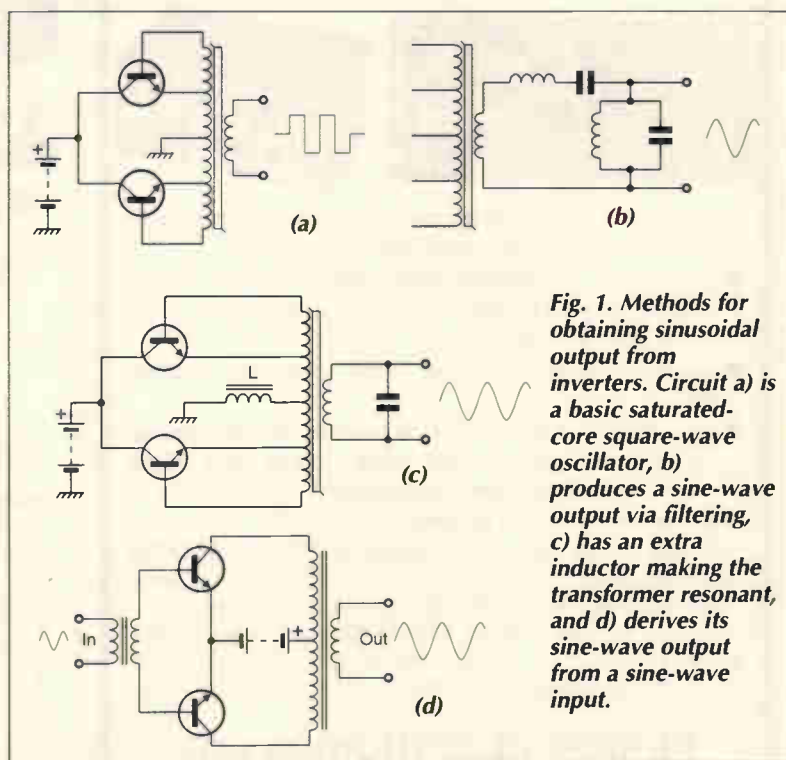 +
(a)
(b)
Fig. 1. Methods for
obtaining sinusoidal
output from
inverters. Circuit a) is
a basic saturated-
core square-wave
oscillator, b)
produces a sine-wave
output via filtering,
c) has an extra
inductor making the
transformer resonant,
and d) derives its
sine-wave output
from a sine-wave
input.
L
+
(c)
In
+
Out
(d)